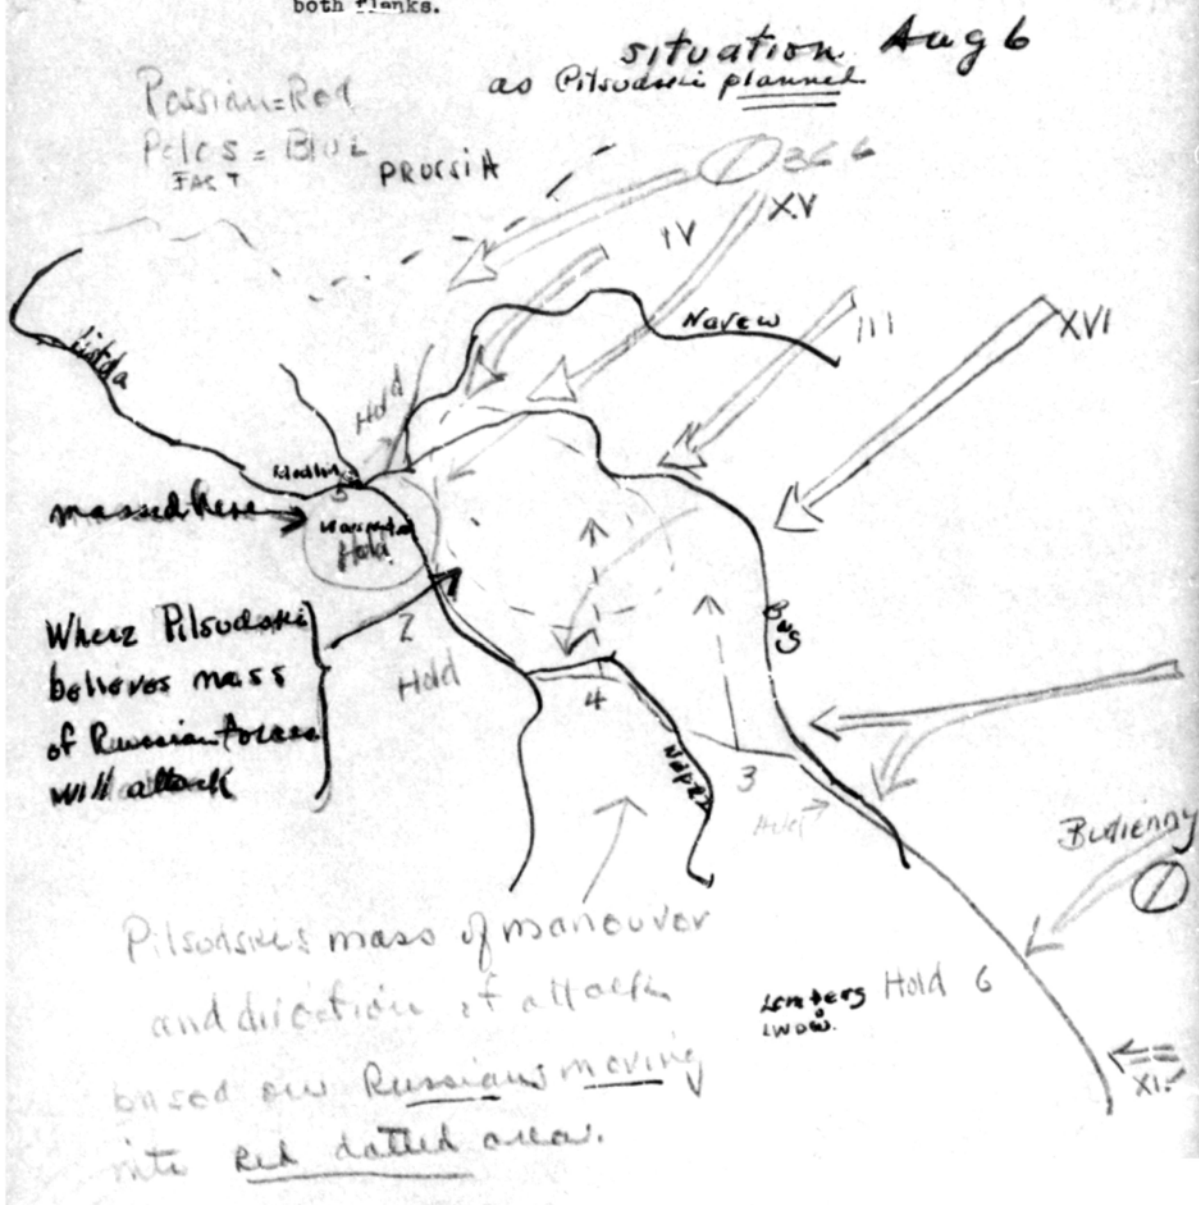 both flanks.
situation Aug 6
as Pilsudski planned
Russian = Red
Poles = Blue
EAST
PRUSSIA
366
XV
IV
Narew
III
XVI
Hold
massed here
Hold
Where Pilsudski
believes mass
of Russian forces
will attack
2
Hold
Bug
4
3
Budienny
Pilsudski's mass of manouver
and direction of attack
based on Russians moving
into Red dotted area.
Lemberg Hold 6
LWOW.
XI.